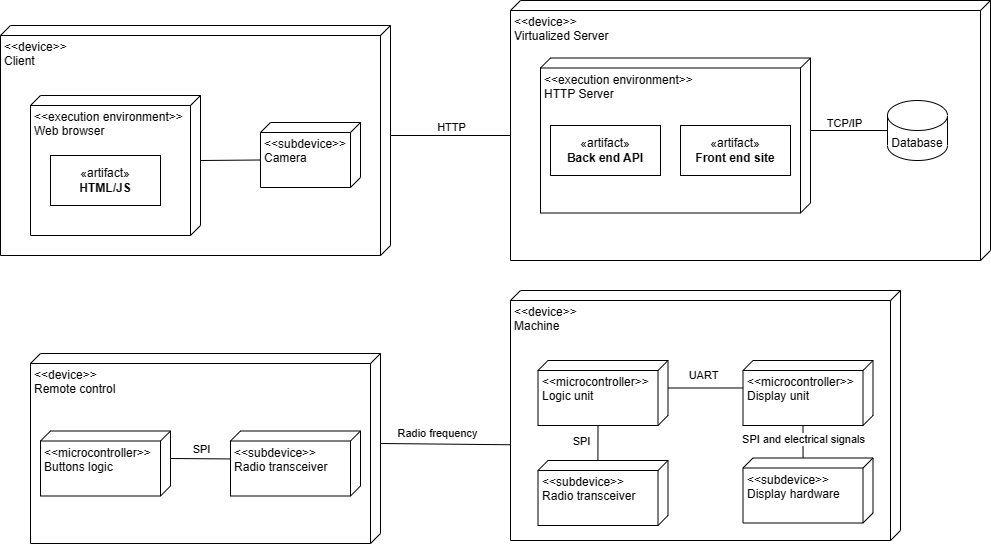 <<device>>
Client
<<execution environment>>
Web browser
«artifact»
HTML/JS
<<subdevice>>
Camera
HTTP
<<device>>
Virtualized Server
<<execution environment>>
HTTP Server
«artifact»
Back end API
«artifact»
Front end site
TCP/IP
Database
<<device>>
Remote control
<<microcontroller>>
Buttons logic
SPI
<<subdevice>>
Radio transceiver
Radio frequency
<<device>>
Machine
<<microcontroller>>
Logic unit
UART
<<microcontroller>>
Display unit
SPI
SPI and electrical signals
<<subdevice>>
Radio transceiver
<<subdevice>>
Display hardware